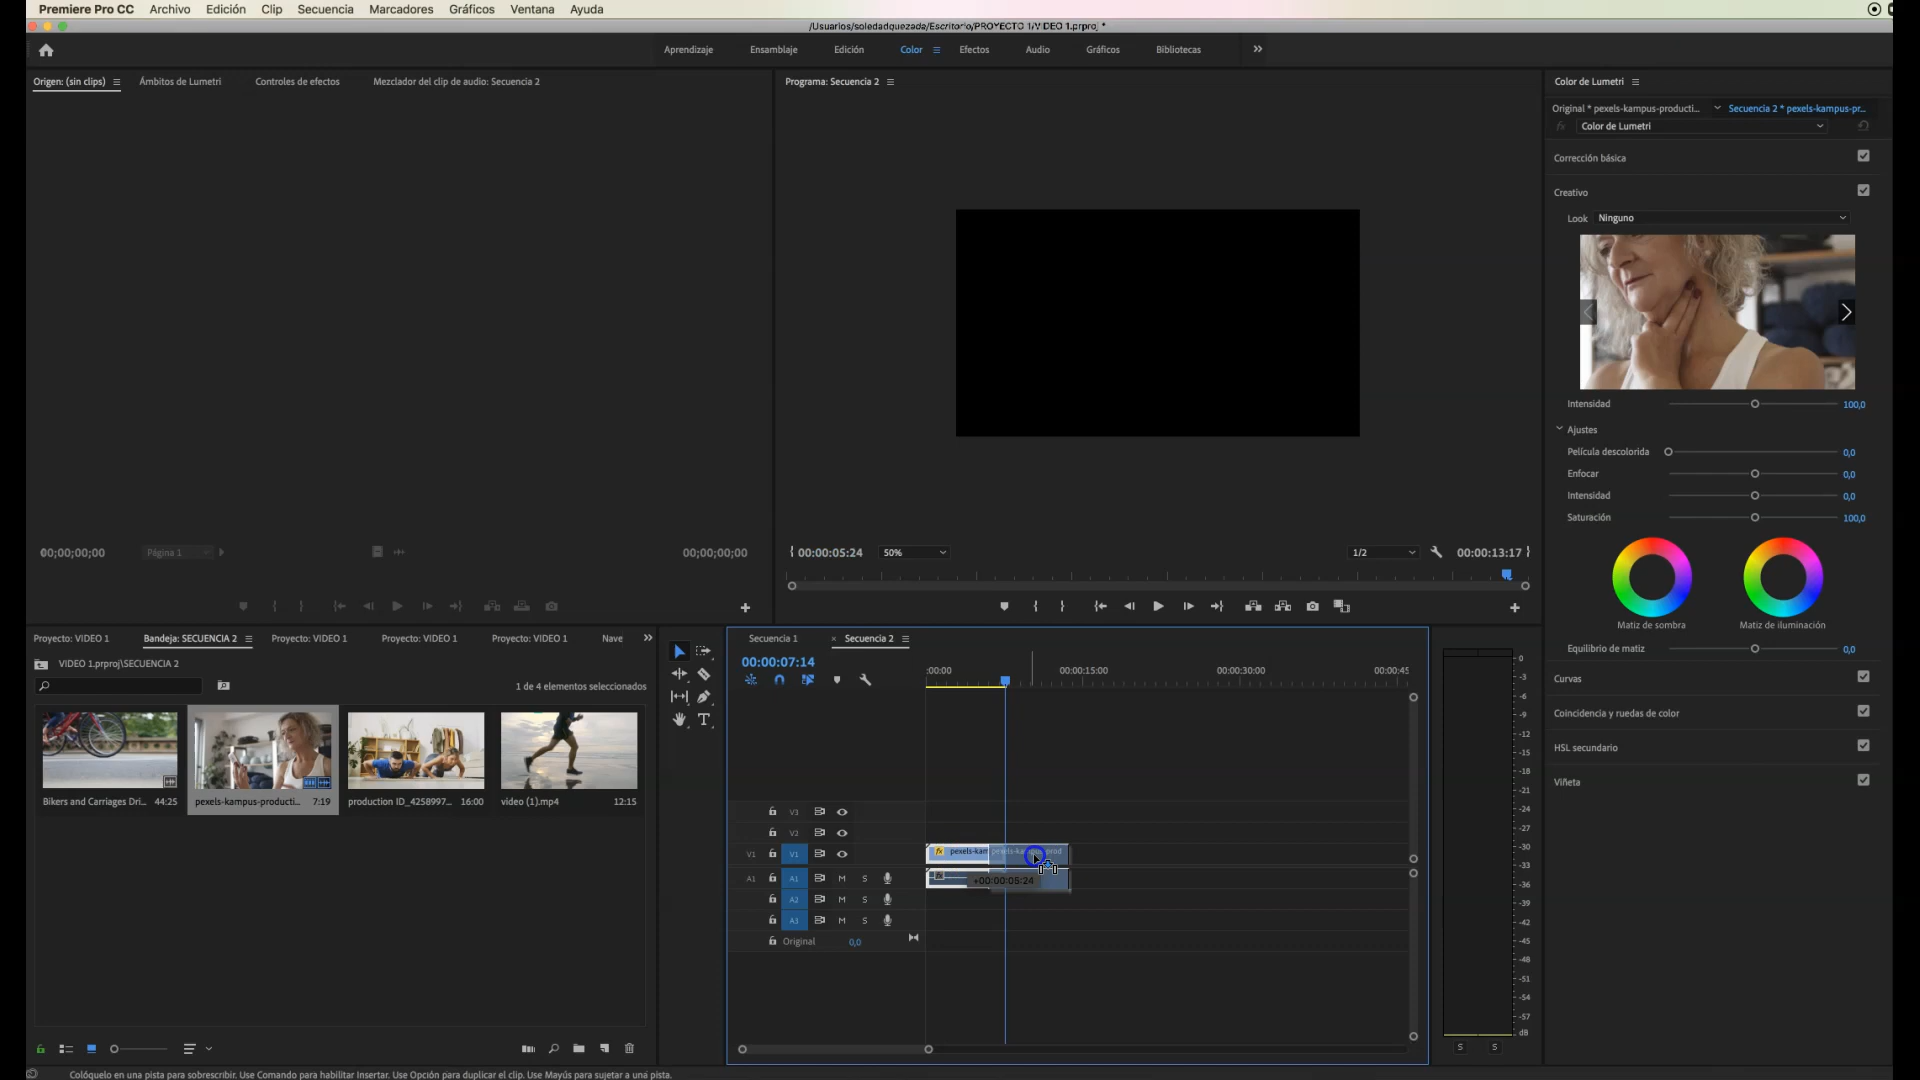 Premiere Pro CC Archivo Edición Clip Secuencia Marcadores Gráficos Ventana Ayuda
/Usuarios/soledadquezada/Escritorio/PROYECTO 1/VIDEO 1.prproj *
Aprendizaje Ensamblaje Edición Color Efectos Audio Gráficos Bibliotecas
Origen: (sin clips) Ámbitos de Lumetri Controles de efectos Mezclador del clip de audio: Secuencia 2
Programa: Secuencia 2
Color de Lumetri
Original * pexels-kampus-producti... Secuencia 2 * pexels-kampus-pr...
fx Color de Lumetri
Corrección básica
Creativo
Look Ninguno
Intensidad 100,0
Ajustes
Película descolorida 0,0
Enfocar 0,0
Intensidad 0,0
Saturación 100,0
Matiz de sombra Matiz de iluminación
Equilibrio de matiz 0,0
Curvas
Coincidencia y ruedas de color
HSL secundario
Viñeta
00;00;00;00 Página 1 00;00;00;00
00:00:05:24 50% 1/2 00:00:13:17
Proyecto: VIDEO 1 Bandeja: SECUENCIA 2 Proyecto: VIDEO 1 Proyecto: VIDEO 1 Proyecto: VIDEO 1 Nave
VIDEO 1.prproj\SECUENCIA 2
1 de 4 elementos seleccionados
Bikers and Carriages Dri... 44:25
pexels-kampus-producti... 7:19
production ID_4258997... 16:00
video (1).mp4 12:15
Secuencia 1 × Secuencia 2
00:00:07:14
:00:00 00:00:15:00 00:00:30:00 00:00:45
V3
V2
V1 V1 fx pexels-kam pexels-kampus-prod
A1 A1 M S fx +00:00:05:24
A2 M S
A3 M S
Original 0,0
0
-3
-6
-9
-12
-15
-18
-21
-24
-27
-30
-33
-36
-39
-42
-45
-48
-51
-54
-57
dB
S S
Colóquelo en una pista para sobrescribir. Use Comando para habilitar Insertar. Use Opción para duplicar el clip. Use Mayús para sujetar a una pista.